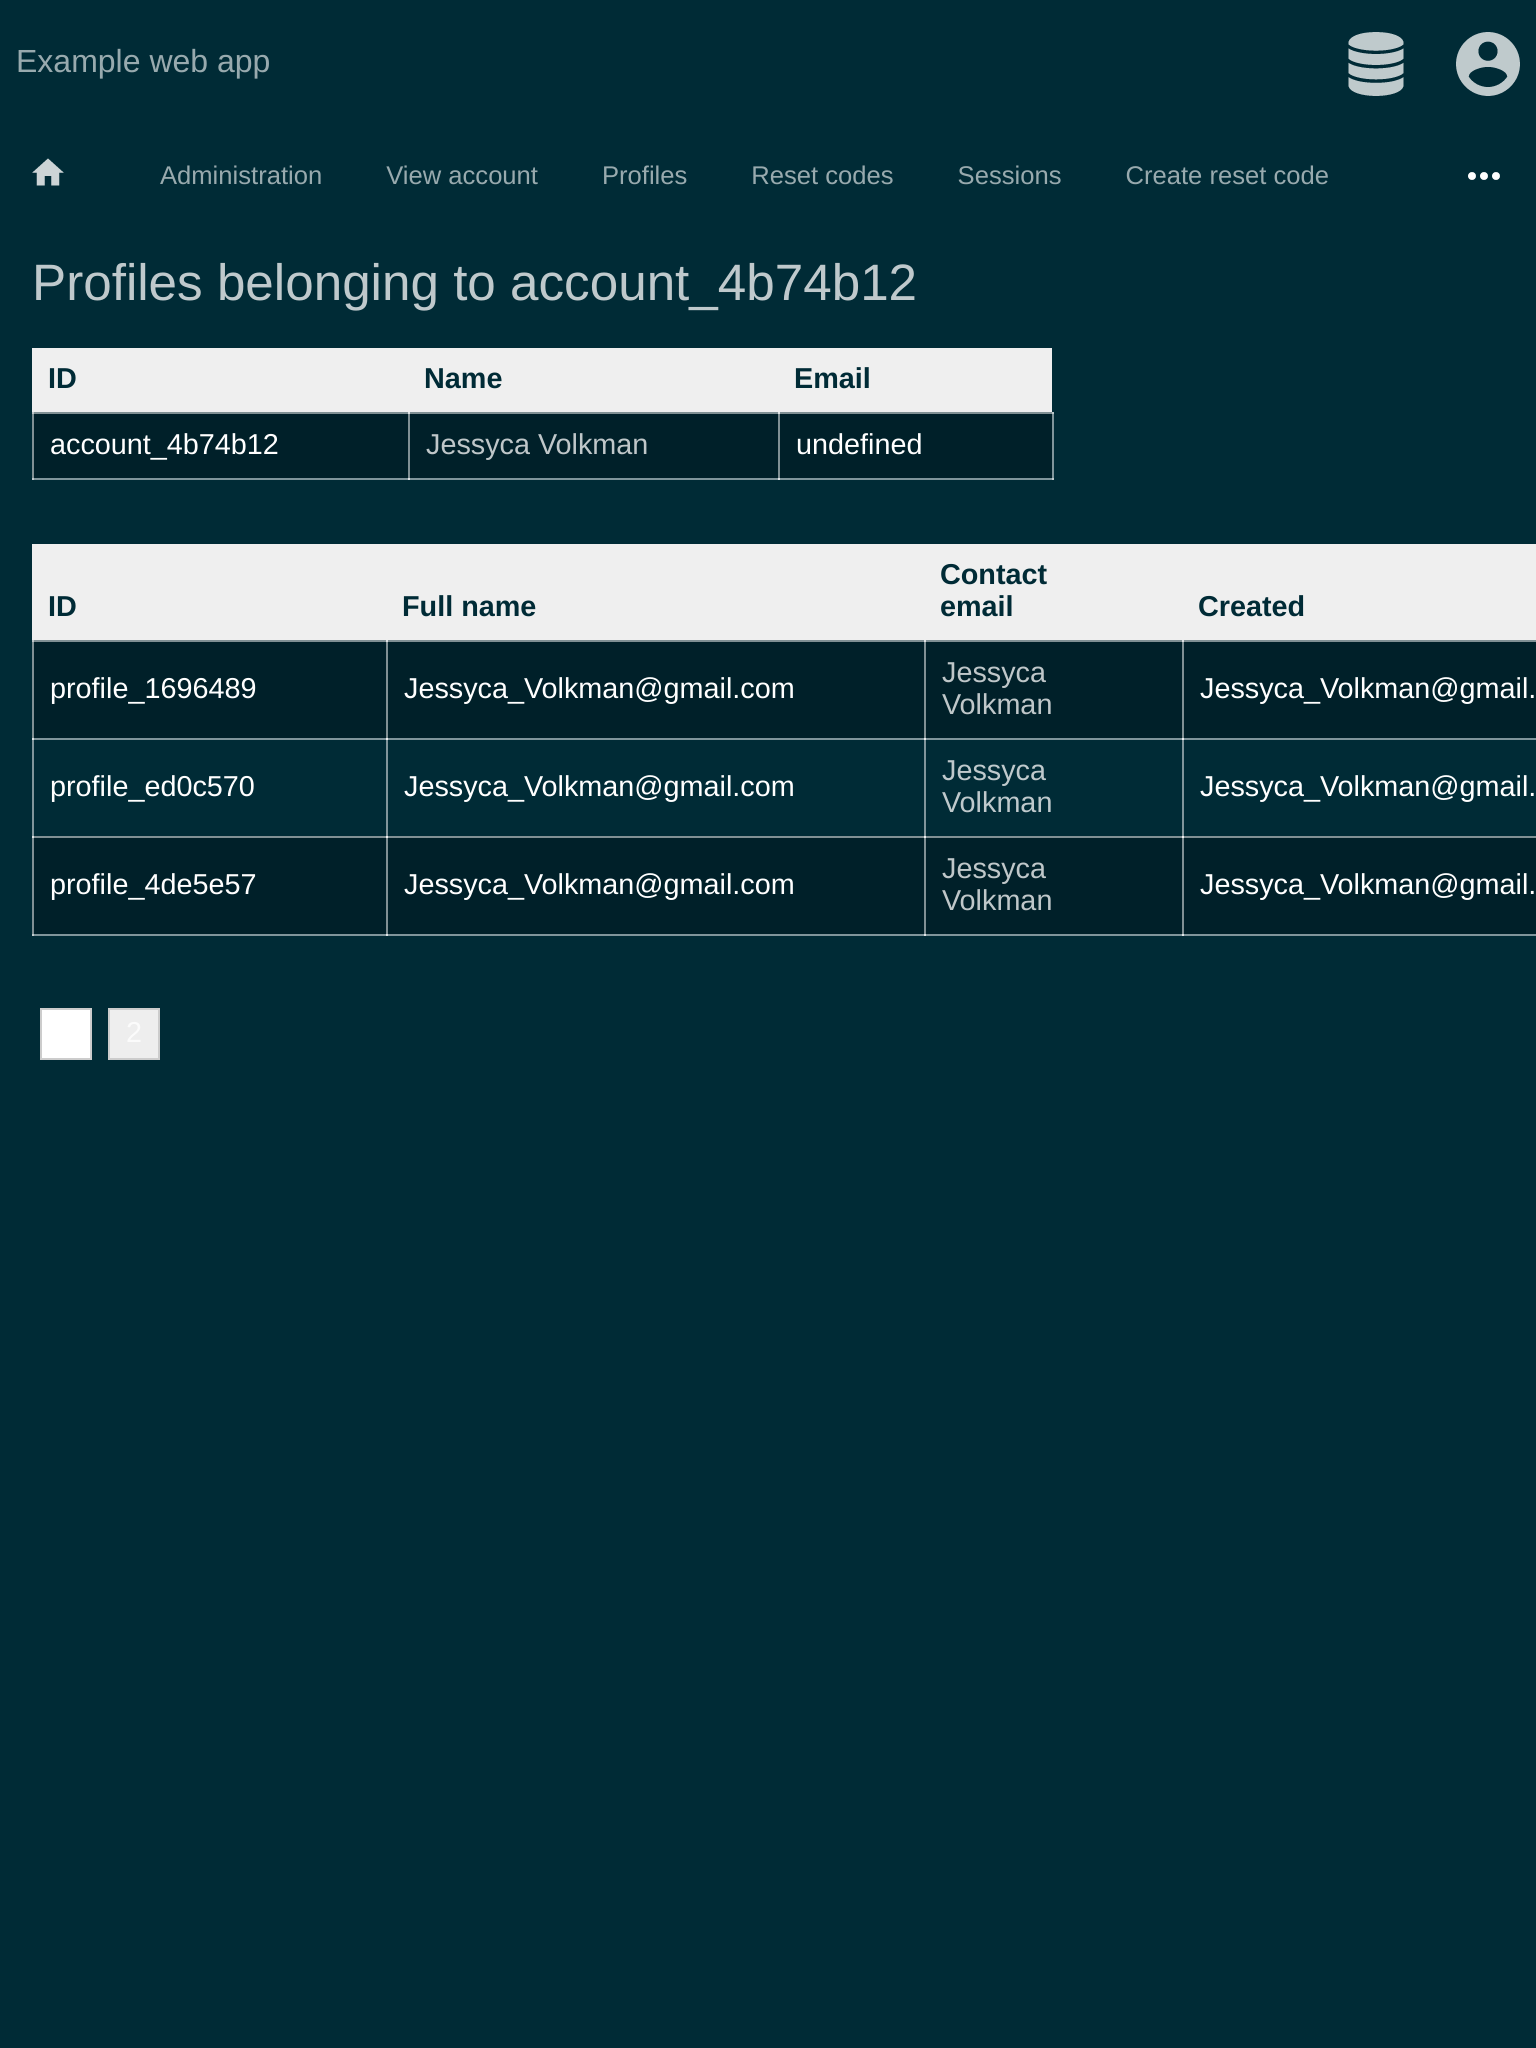 Example web app
Administration View account Profiles Reset codes Sessions Create reset code
Profiles belonging to account_4b74b12
ID Name Email
account_4b74b12 Jessyca Volkman undefined
ID Full name Contact email Created
profile_1696489 Jessyca_Volkman@gmail.com Jessyca Volkman Jessyca_Volkman@gmail.
profile_ed0c570 Jessyca_Volkman@gmail.com Jessyca Volkman Jessyca_Volkman@gmail.
profile_4de5e57 Jessyca_Volkman@gmail.com Jessyca Volkman Jessyca_Volkman@gmail.
2